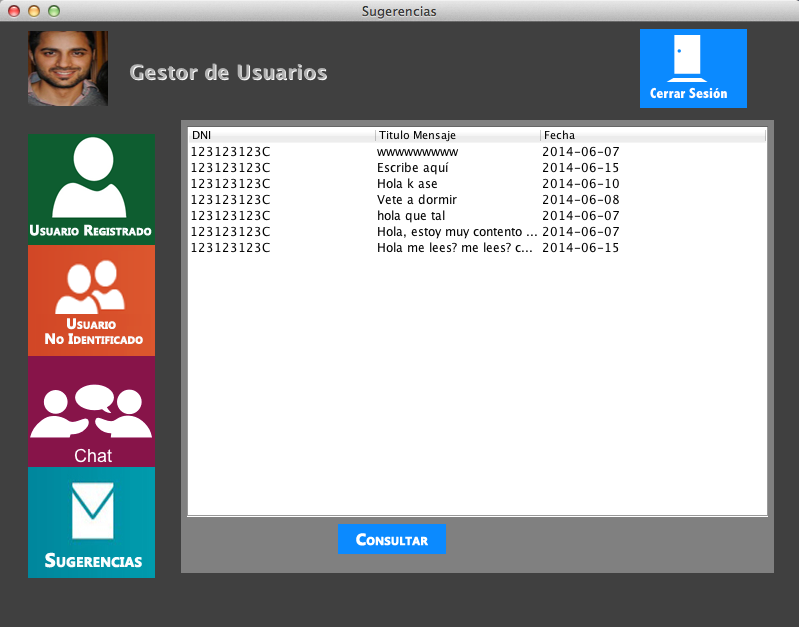 Sugerencias
Gestor de Usuarios
Cerrar Sesión
Usuario Registrado
Usuario
No Identificado
Chat
Sugerencias
DNI Titulo Mensaje Fecha
123123123C wwwwwwwww 2014-06-07
123123123C Escribe aquí 2014-06-15
123123123C Hola k ase 2014-06-10
123123123C Vete a dormir 2014-06-08
123123123C hola que tal 2014-06-07
123123123C Hola, estoy muy contento ... 2014-06-07
123123123C Hola me lees? me lees? c... 2014-06-15
Consultar